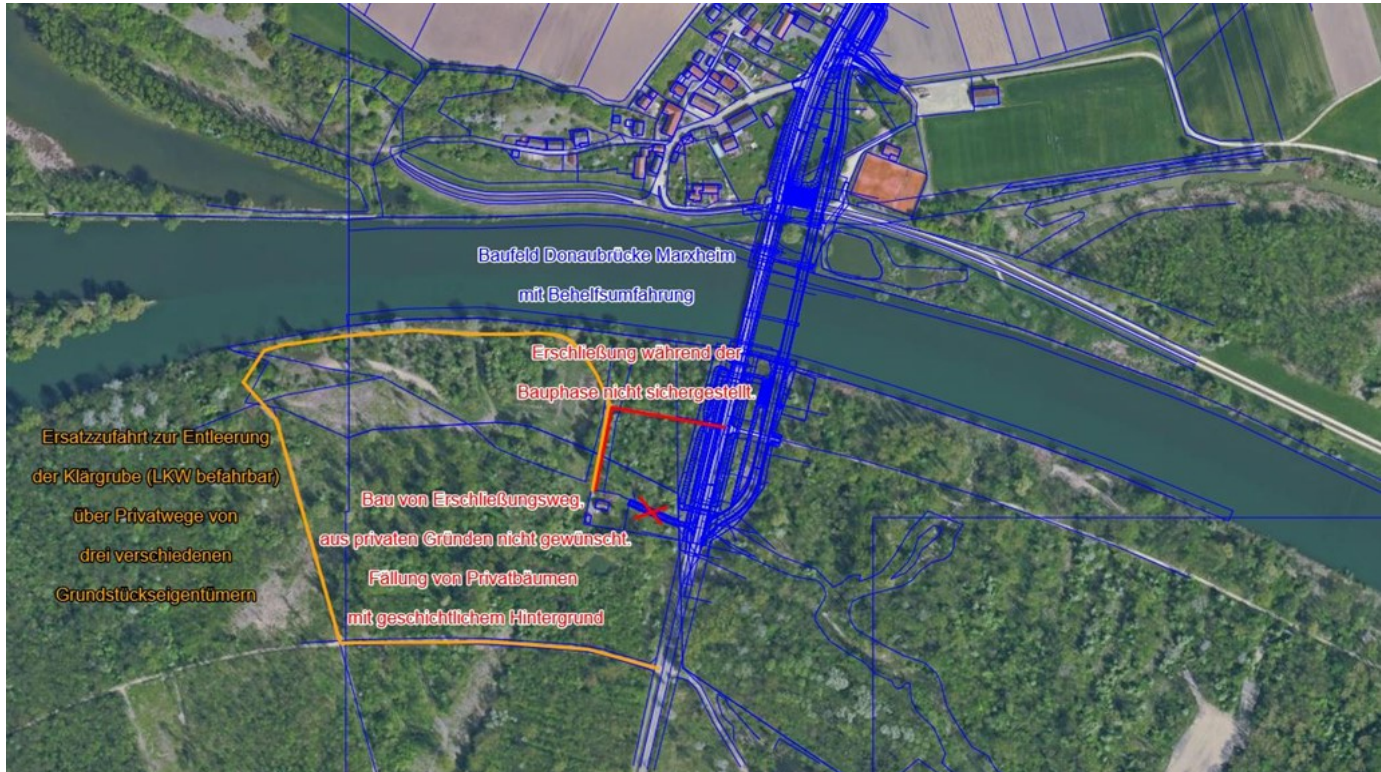 Baufeld Donaubrücke Marxheim
mit Behelfsumfahrung
Erschließung während der
Bauphase nicht sichergestellt.
Ersatzzufahrt zur Entleerung
der Klärgrube (LKW befahrbar)
über Privatwege von
drei verschiedenen
Grundstückseigentümern
Bau von Erschließungsweg,
aus privaten Gründen nicht gewünscht.
Fällung von Privatbäumen
mit geschichtlichem Hintergrund